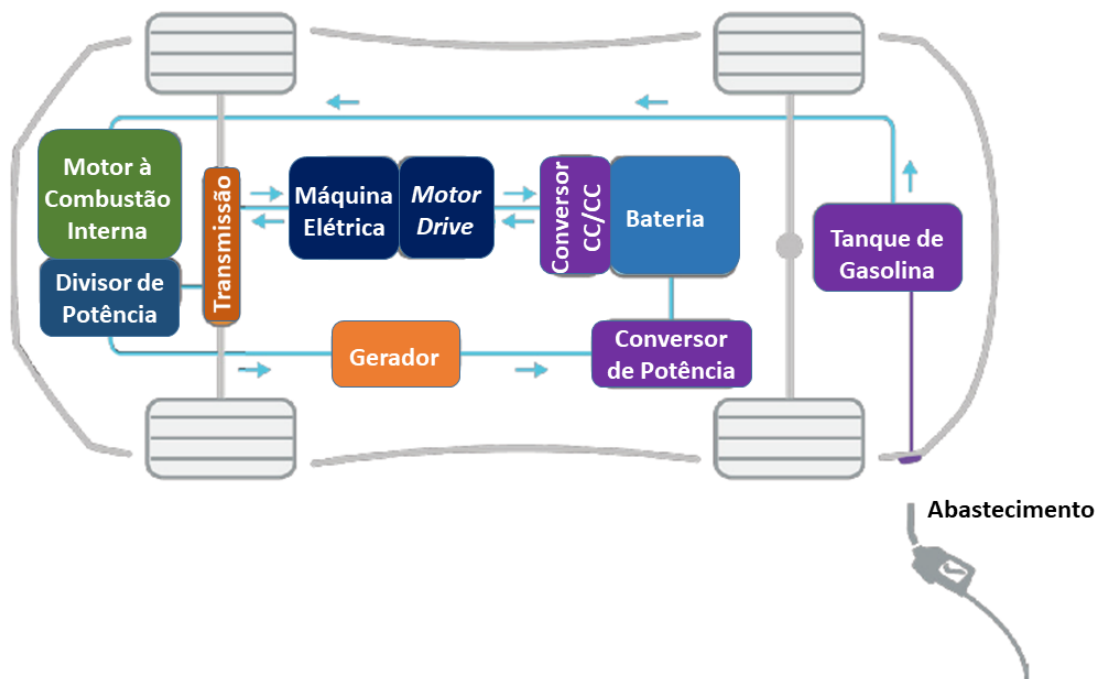 Motor à
Combustão
Interna
Divisor de
Potência
Transmissão
Máquina
Elétrica
Motor
Drive
Conversor
CC/CC
Bateria
Tanque de
Gasolina
Gerador
Conversor
de Potência
Abastecimento